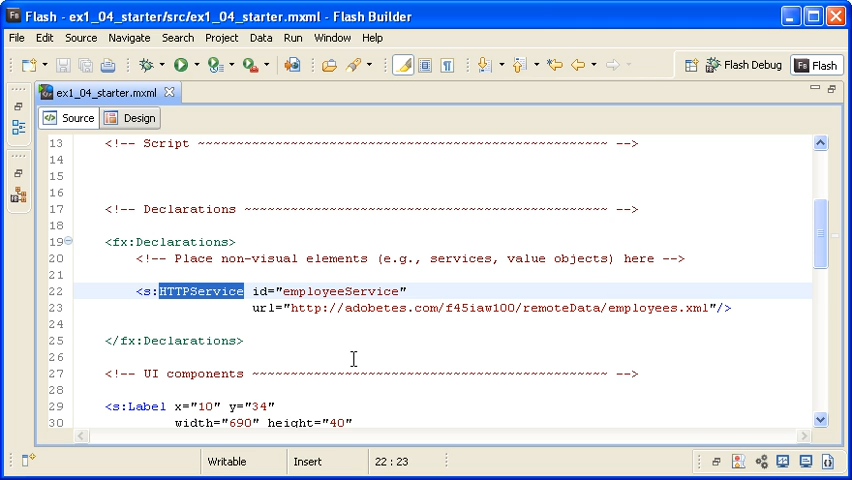 Flash - ex1_04_starter/src/ex1_04_starter.mxml - Flash Builder
File Edit Source Navigate Search Project Data Run Window Help
Flash Debug Flash
ex1_04_starter.mxml
Source Design
13 <!-- Script ~~~~~~~~~~~~~~~~~~~~~~~~~~~~~~~~~~~~~~~~~~~~~~~~~ -->
14
15
16
17 <!-- Declarations ~~~~~~~~~~~~~~~~~~~~~~~~~~~~~~~~~~~~~~~~~~ -->
18
19 <fx:Declarations>
20 <!-- Place non-visual elements (e.g., services, value objects) here -->
21
22 <s:HTTPService id="employeeService"
23 url="http://adobetes.com/f45iaw100/remoteData/employees.xml"/>
24
25 </fx:Declarations>
26
27 <!-- UI components ~~~~~~~~~~~~~~~~~~~~~~~~~~~~~~~~~~~~~~~~~~ -->
28
29 <s:Label x="10" y="34"
30 width="690" height="40"
Writable Insert 22 : 23